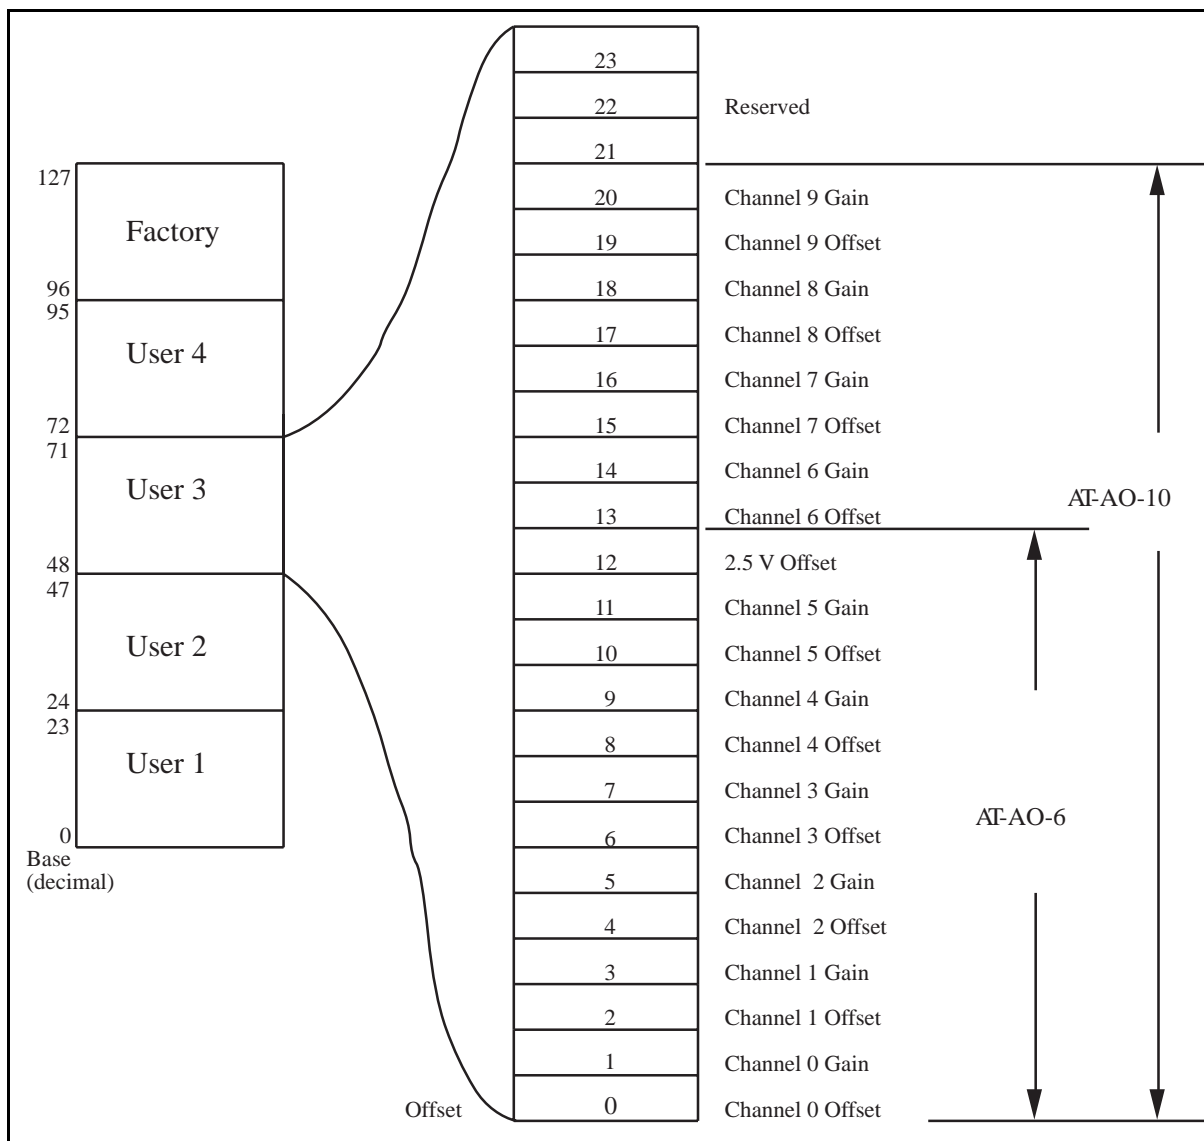 23
22 Reserved
21
127
20 Channel 9 Gain
Factory
19 Channel 9 Offset
96
18 Channel 8 Gain
95
17 Channel 8 Offset
User 4
16 Channel 7 Gain
72
15 Channel 7 Offset
71
14 Channel 6 Gain
User 3
AT-AO-10
13 Channel 6 Offset
48
12 2.5 V Offset
47
11 Channel 5 Gain
User 2
10 Channel 5 Offset
24
9 Channel 4 Gain
23
8 Channel 4 Offset
User 1
7 Channel 3 Gain
AT-AO-6
0
6 Channel 3 Offset
Base
(decimal)
5 Channel 2 Gain
4 Channel 2 Offset
3 Channel 1 Gain
2 Channel 1 Offset
1 Channel 0 Gain
Offset 0 Channel 0 Offset